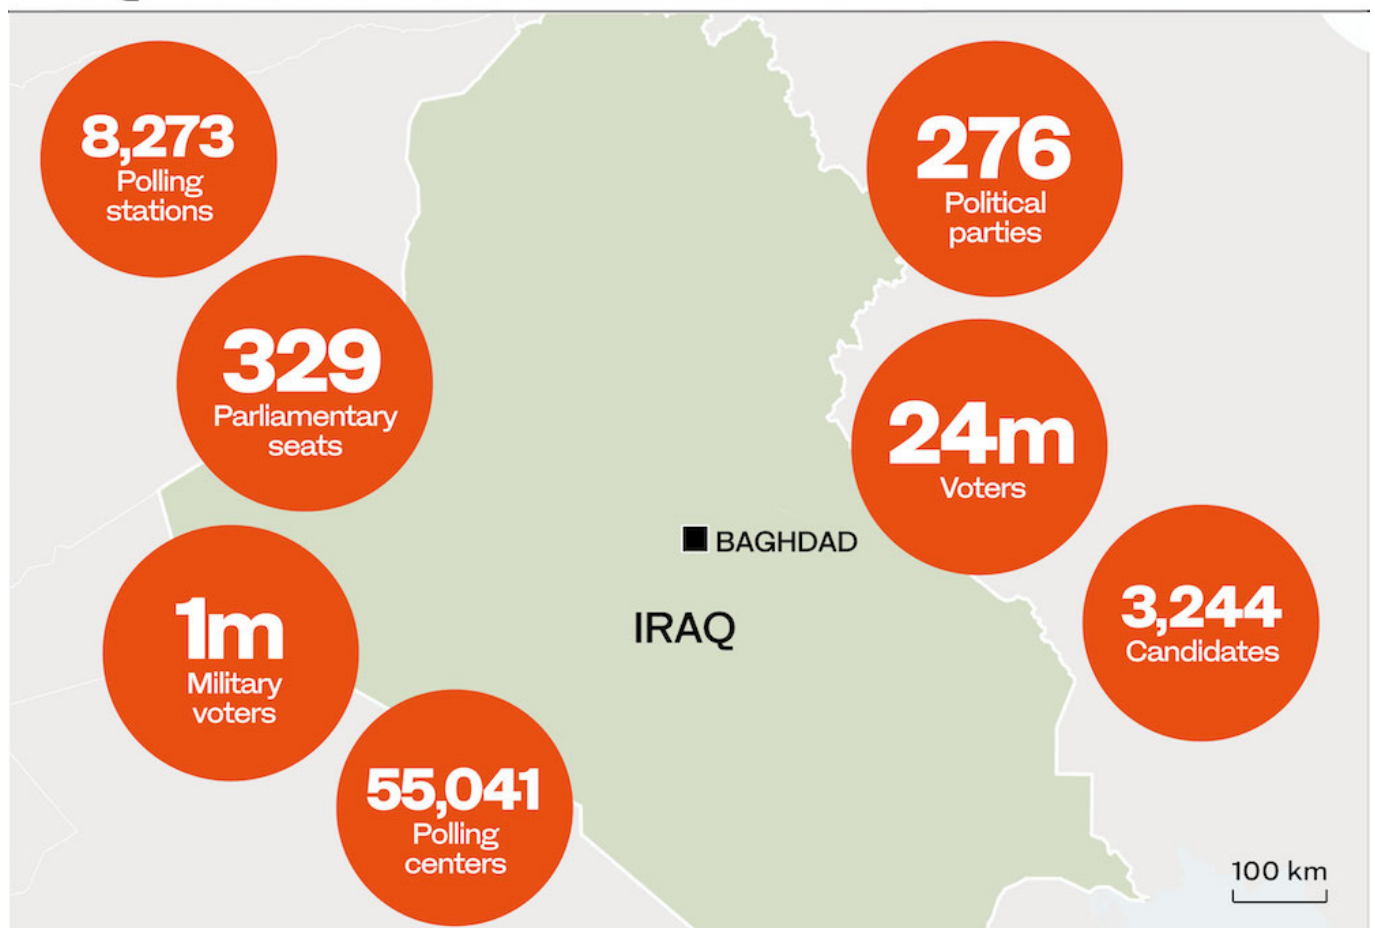 8,273
Polling
stations
276
Political
parties
329
Parliamentary
seats
24m
Voters
BAGHDAD
IRAQ
3,244
Candidates
1m
Military
voters
55,041
Polling
centers
100 km